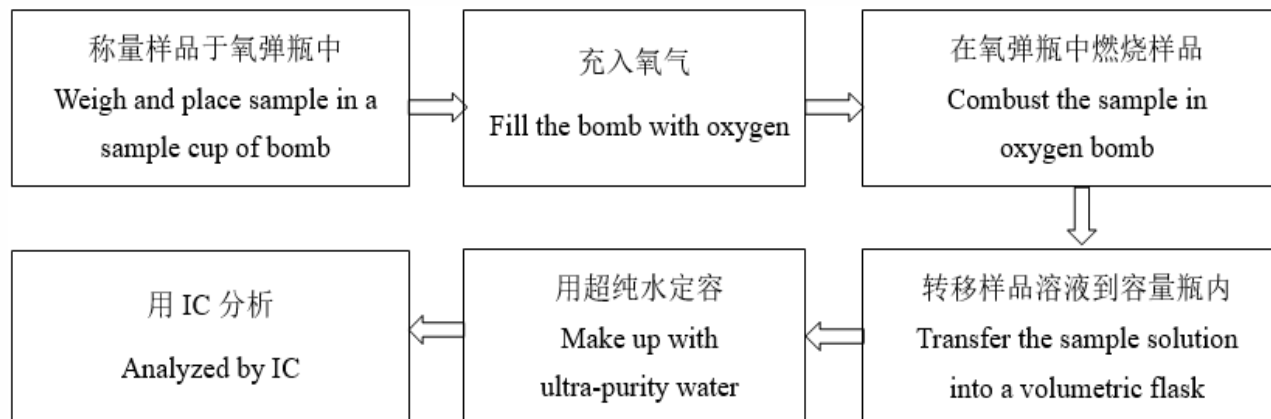 称量样品于氧弹瓶中
Weigh and place sample in a
sample cup of bomb
充入氧气
Fill the bomb with oxygen
在氧弹瓶中燃烧样品
Combust the sample in
oxygen bomb
转移样品溶液到容量瓶内
Transfer the sample solution
into a volumetric flask
用超纯水定容
Make up with
ultra-purity water
用 IC 分析
Analyzed by IC